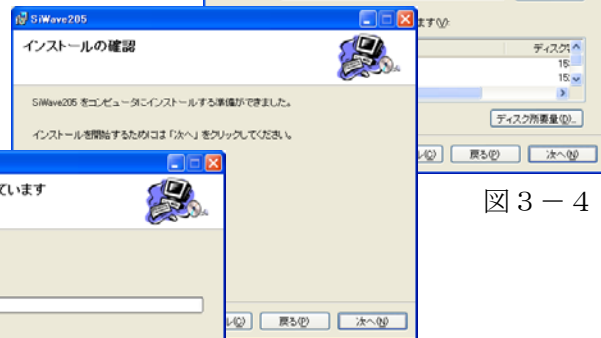 SiWave205
インストールの確認
SiWave205 をコンピュータにインストールする準備ができました。
インストールを開始するためには「次へ」をクリックしてください。
ます(V):
ディスク
15:
15:
ディスク所要量(D)...
ル(C)
戻る(P)
次へ(N)
図3-4
ています
ル(C)
戻る(P)
次へ(N)